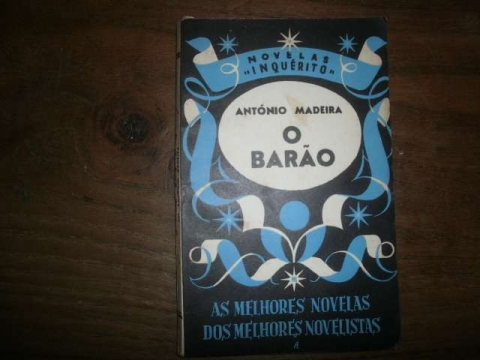 NOVELAS
"INQUÉRITO"
ANTÓNIO MADEIRA
O
BARÃO
AS MELHORES NOVELAS
DOS MELHORES NOVELISTAS